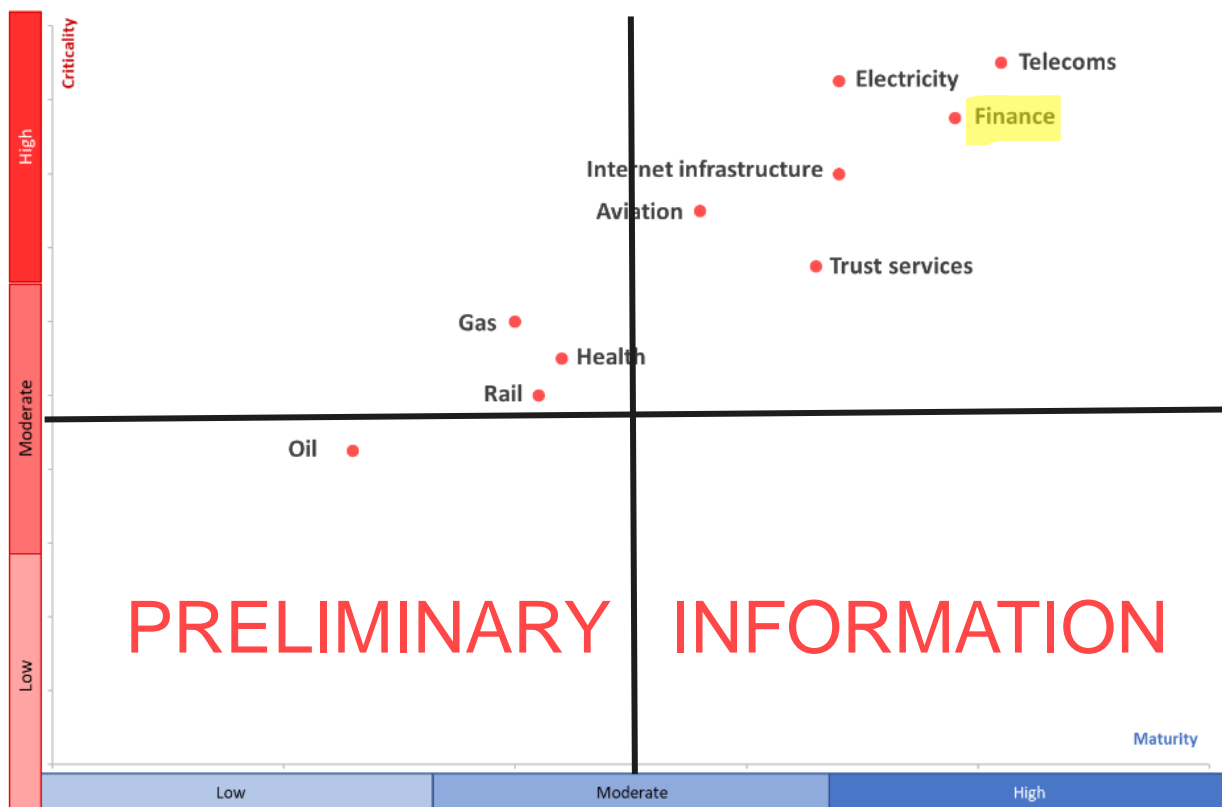 Criticality
High
Moderate
Low
Telecoms
Electricity
Finance
Internet infrastructure
Aviation
Trust services
Gas
Health
Rail
Oil
PRELIMINARY INFORMATION
Maturity
Low
Moderate
High